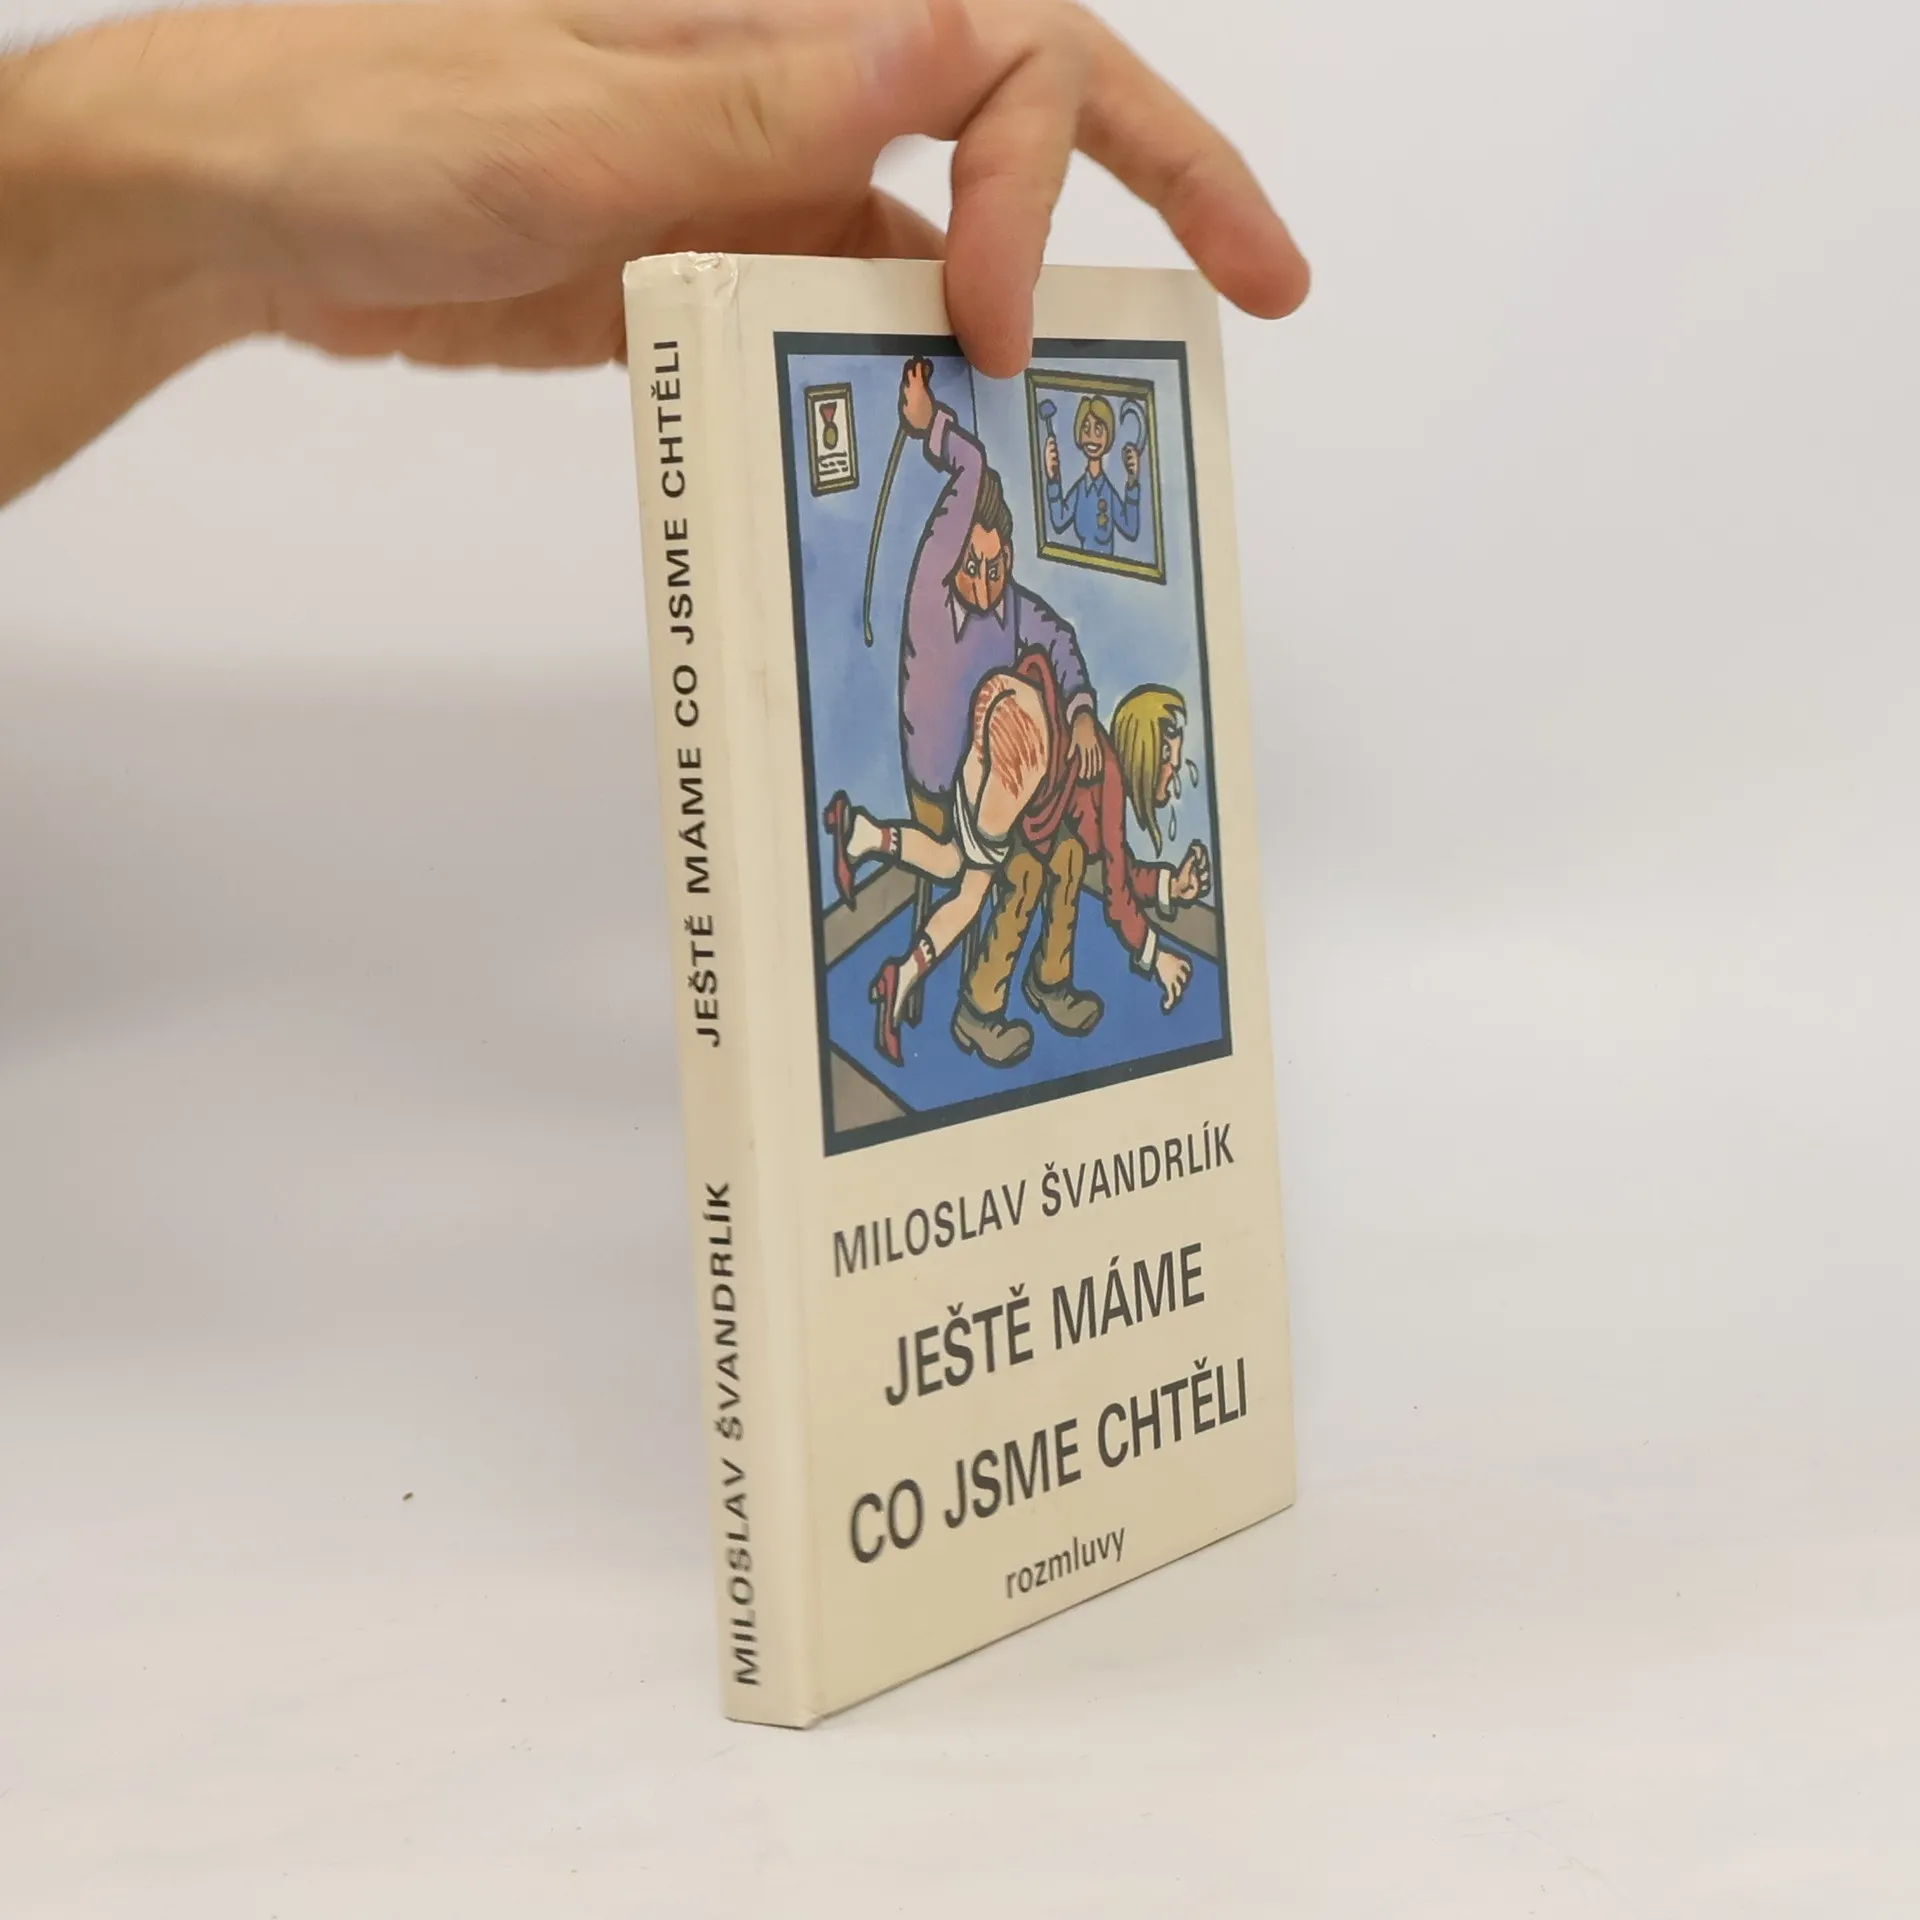 JEŠTĚ MÁME CO JSME CHTĚLI
MILOSLAV ŠVANDRLÍK
MILOSLAV ŠVANDRLÍK
JEŠTĚ MÁME
CO JSME CHTĚLI
rozmluvy